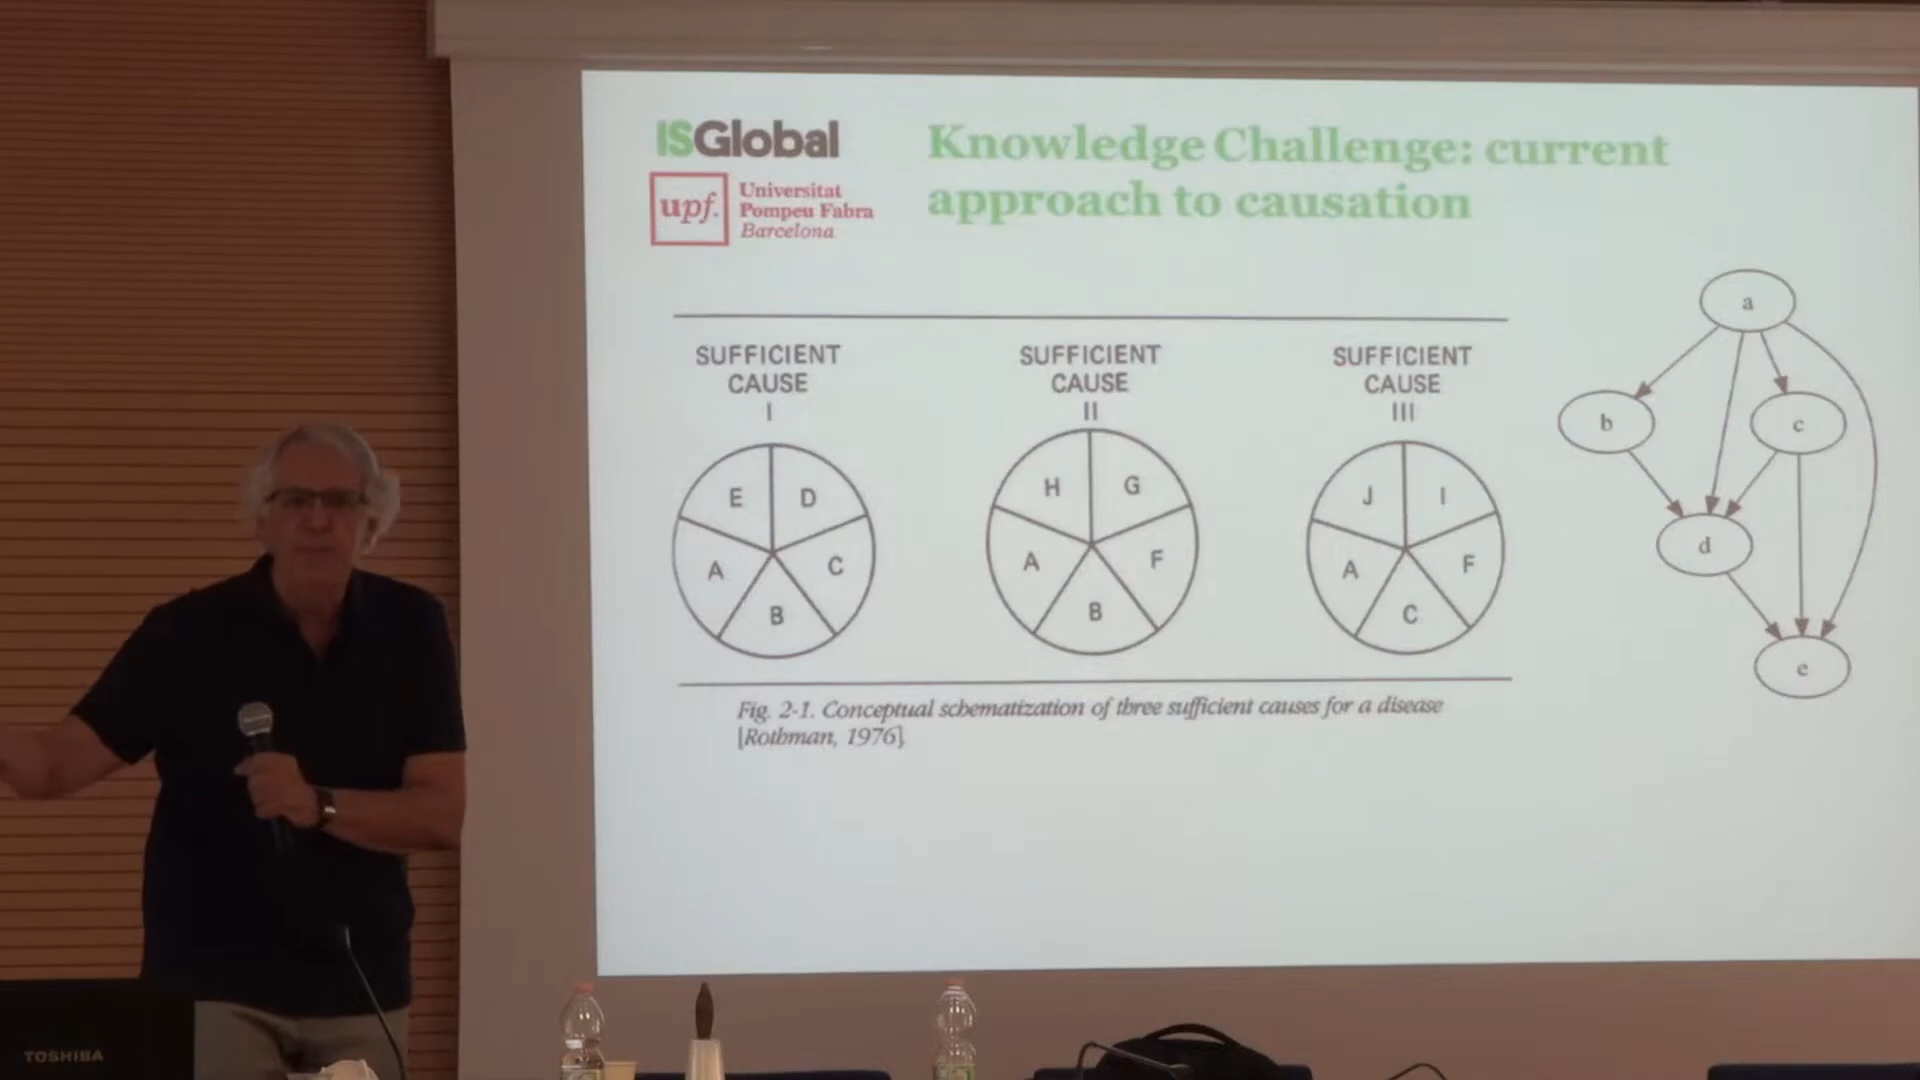 ISGlobal
upf.
Universitat
Pompeu Fabra
Barcelona
Knowledge Challenge: current
approach to causation
SUFFICIENT
CAUSE
I
E
D
A
C
B
SUFFICIENT
CAUSE
II
H
G
A
F
B
SUFFICIENT
CAUSE
III
J
I
A
F
C
Fig. 2-1. Conceptual schematization of three sufficient causes for a disease
[Rothman, 1976].
a
b
c
d
e
TOSHIBA